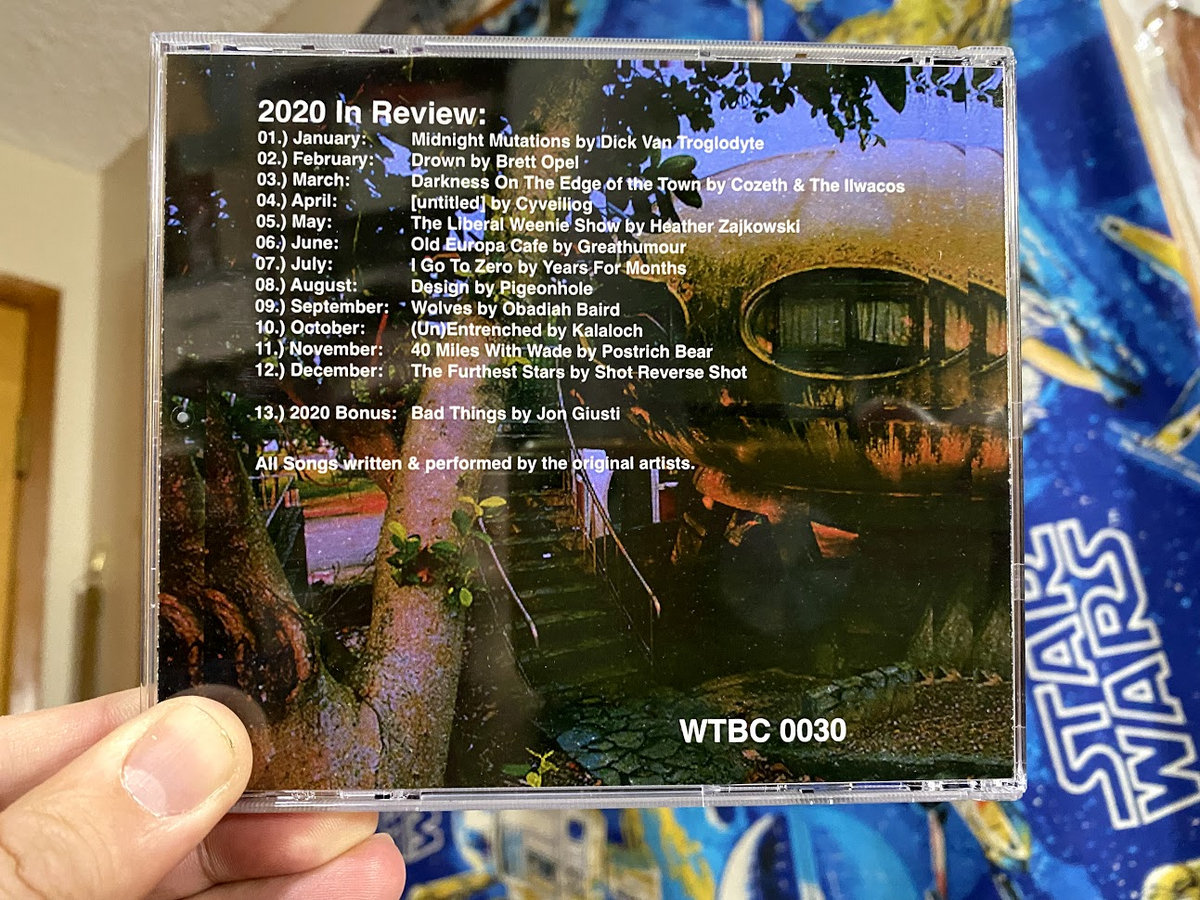 2020 In Review:
01.) January: Midnight Mutations by Dick Van Troglodyte
02.) February: Drown by Brett Opel
03.) March: Darkness On The Edge of the Town by Cozeth & The Ilwacos
04.) April: [untitled] by Cyveiliog
05.) May: The Liberal Weenie Show by Heather Zajkowski
06.) June: Old Europa Cafe by Greathumour
07.) July: I Go To Zero by Years For Months
08.) August: Design by Pigeonhole
09.) September: Wolves by Obadiah Baird
10.) October: (Un)Entrenched by Kalaloch
11.) November: 40 Miles With Wade by Postrich Bear
12.) December: The Furthest Stars by Shot Reverse Shot
13.) 2020 Bonus: Bad Things by Jon Giusti
All Songs written & performed by the original artists.
WTBC 0030
STAR
WARS